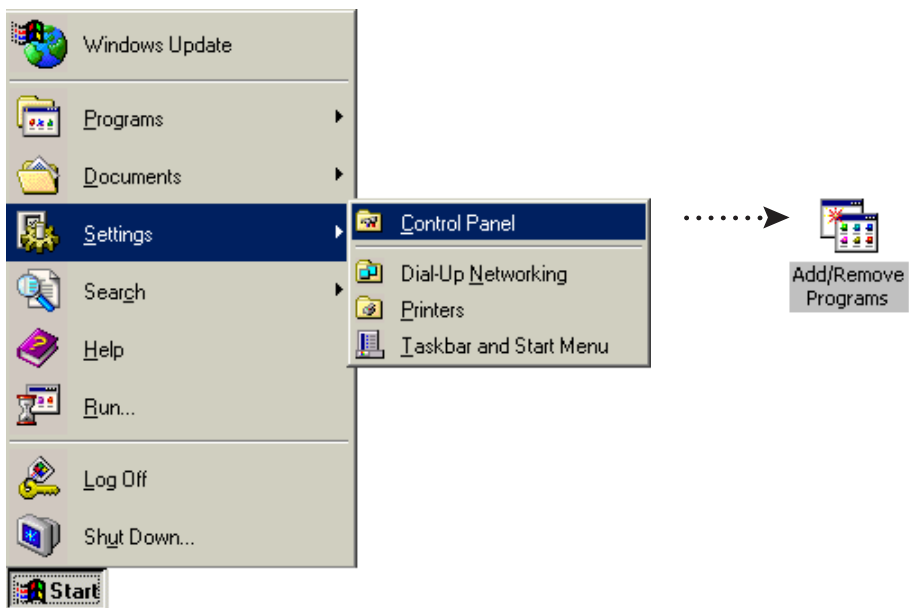 Windows Update
Programs
Documents
Settings
Search
Help
Run...
Log Off
Shut Down...
Start
Control Panel
Dial-Up Networking
Printers
Taskbar and Start Menu
Add/Remove
Programs